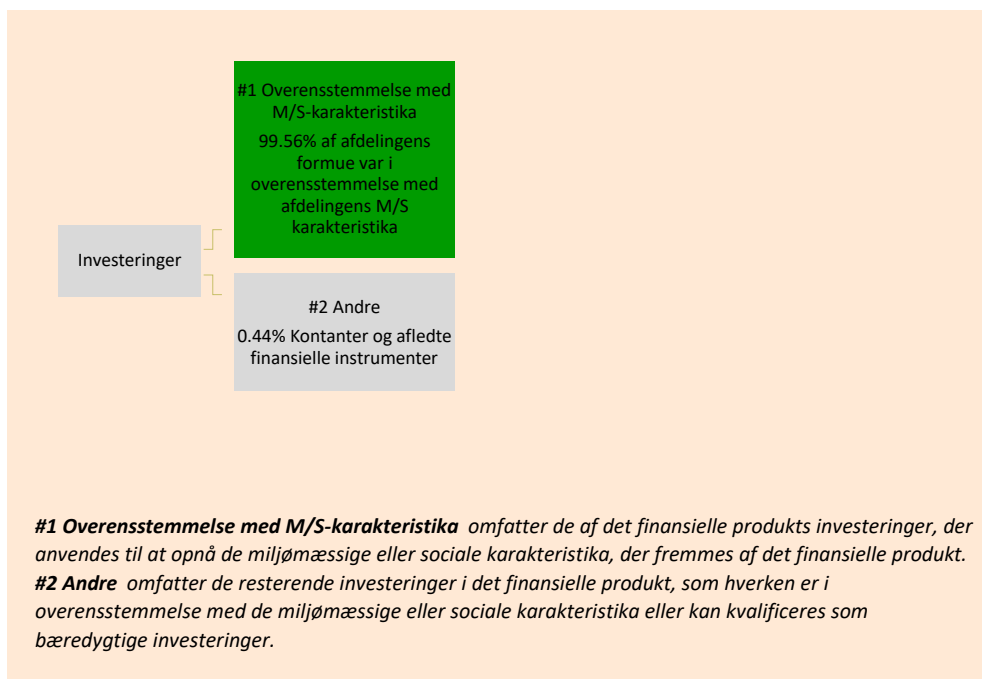 #1 Overensstemmelse med
M/S-karakteristika
99.56% af afdelingens
formue var i
overensstemmelse med
afdelingens M/S
karakteristika
Investeringer
#2 Andre
0.44% Kontanter og afledte
finansielle instrumenter
#1 Overensstemmelse med M/S-karakteristika omfatter de af det finansielle produkts investeringer, der
anvendes til at opnå de miljømæssige eller sociale karakteristika, der fremmes af det finansielle produkt.
#2 Andre omfatter de resterende investeringer i det finansielle produkt, som hverken er i
overensstemmelse med de miljømæssige eller sociale karakteristika eller kan kvalificeres som
bæredygtige investeringer.